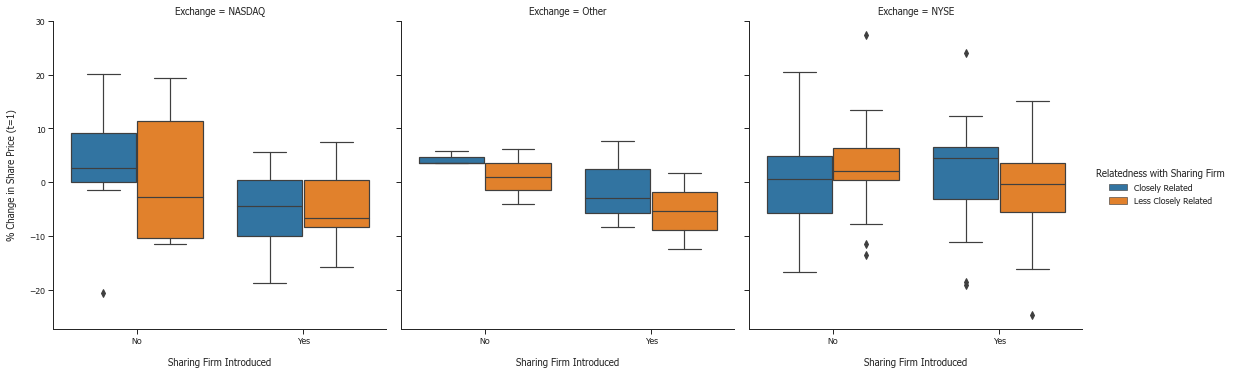 Exchange = NASDAQ
Exchange = Other
Exchange = NYSE
% Change in Share Price (t=1)
30
20
10
0
−10
−20
No
Yes
No
Yes
No
Yes
Sharing Firm Introduced
Sharing Firm Introduced
Sharing Firm Introduced
Relatedness with Sharing Firm
Closely Related
Less Closely Related